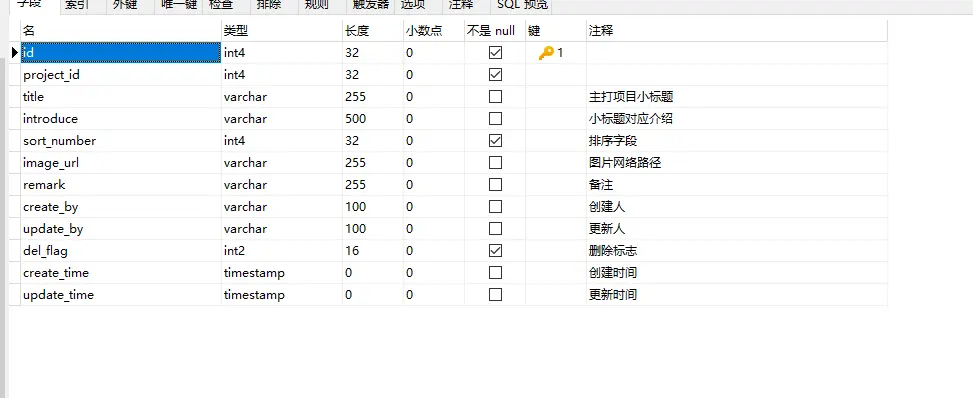 字段 索引 外键 唯一键 检查 排除 规则 触发器 选项 注释 SQL 预览
名 类型 长度 小数点 不是 null 键 注释
id int4 32 0 1
project_id int4 32 0
title varchar 255 0 主打项目小标题
introduce varchar 500 0 小标题对应介绍
sort_number int4 32 0 排序字段
image_url varchar 255 0 图片网络路径
remark varchar 255 0 备注
create_by varchar 100 0 创建人
update_by varchar 100 0 更新人
del_flag int2 16 0 删除标志
create_time timestamp 0 0 创建时间
update_time timestamp 0 0 更新时间